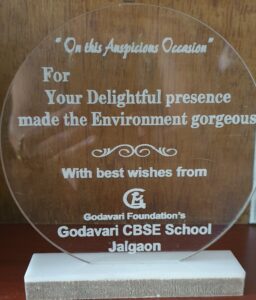 "On this Auspicious Occasion"
For
Your Delightful presence
made the Environment gorgeous
With best wishes from
Godavari Foundation's
Godavari CBSE School
Jalgaon